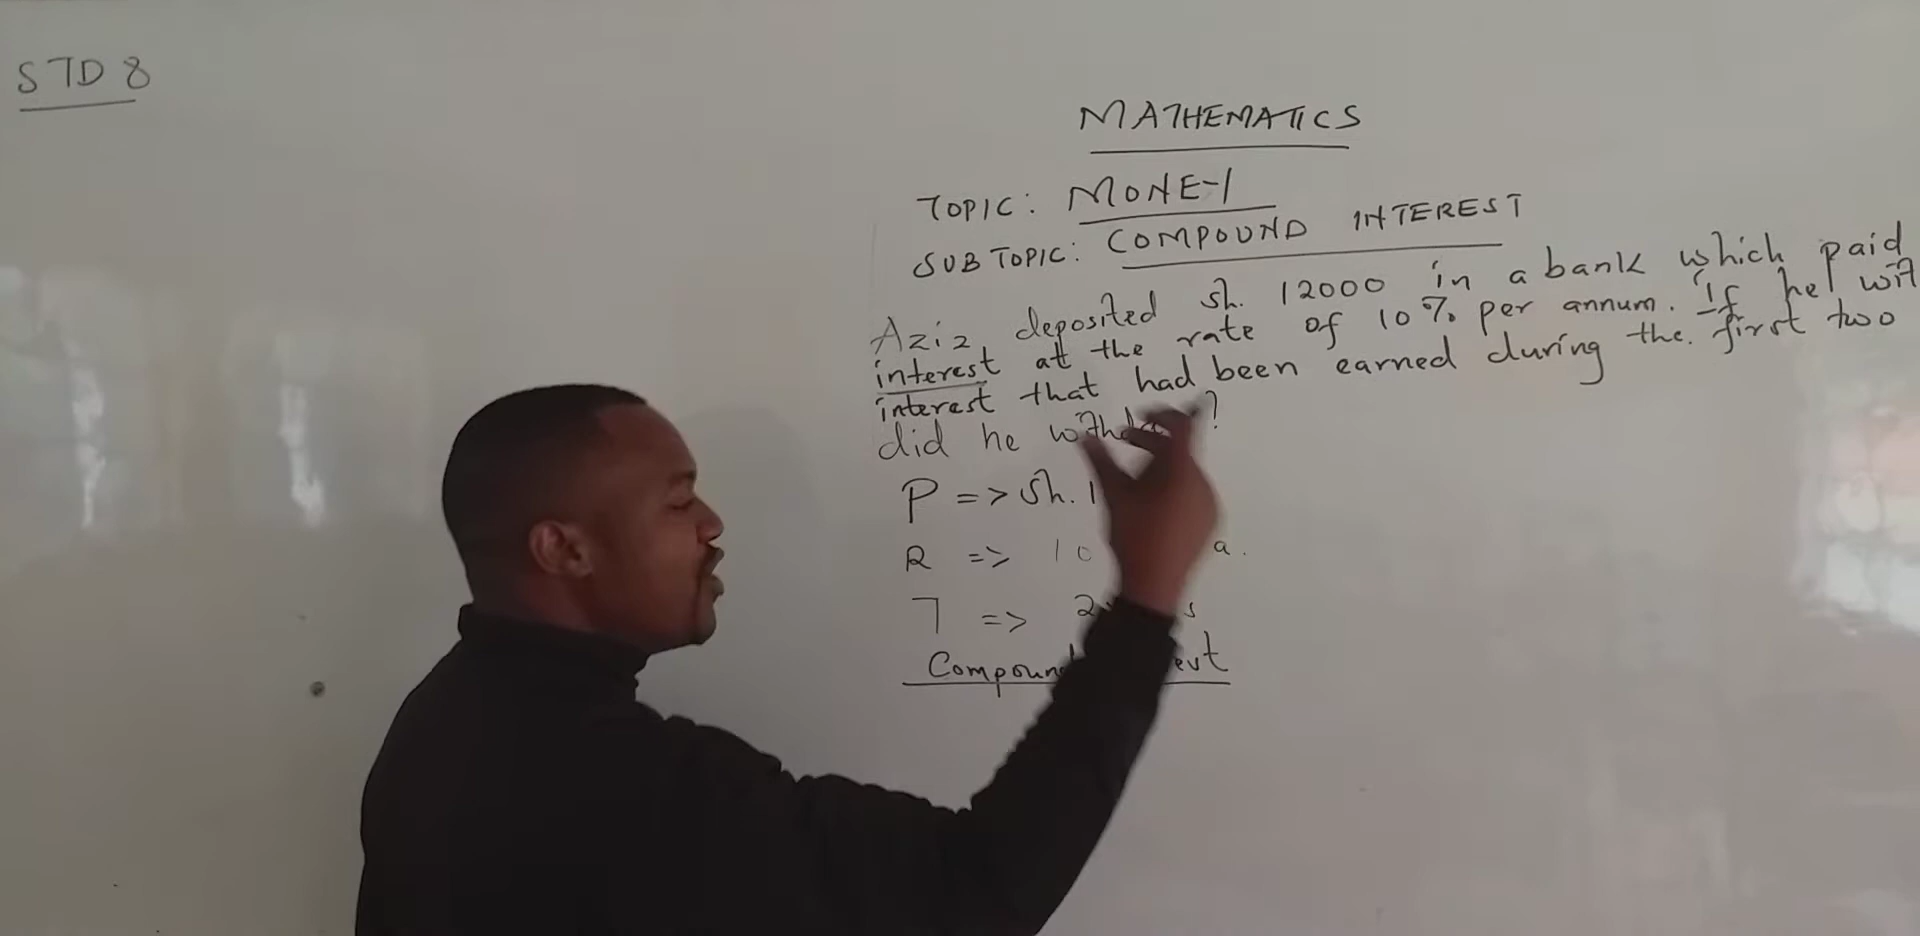 STD 8
MATHEMATICS
TOPIC: MONEY
SUB TOPIC: COMPOUND INTEREST
Aziz deposited sh. 12000 in a bank which paid
interest at the rate of 10% per annum. If he
interest that had been earned during the first two
did he ?
P => Sh.
R => 10 a.
T => 2 s